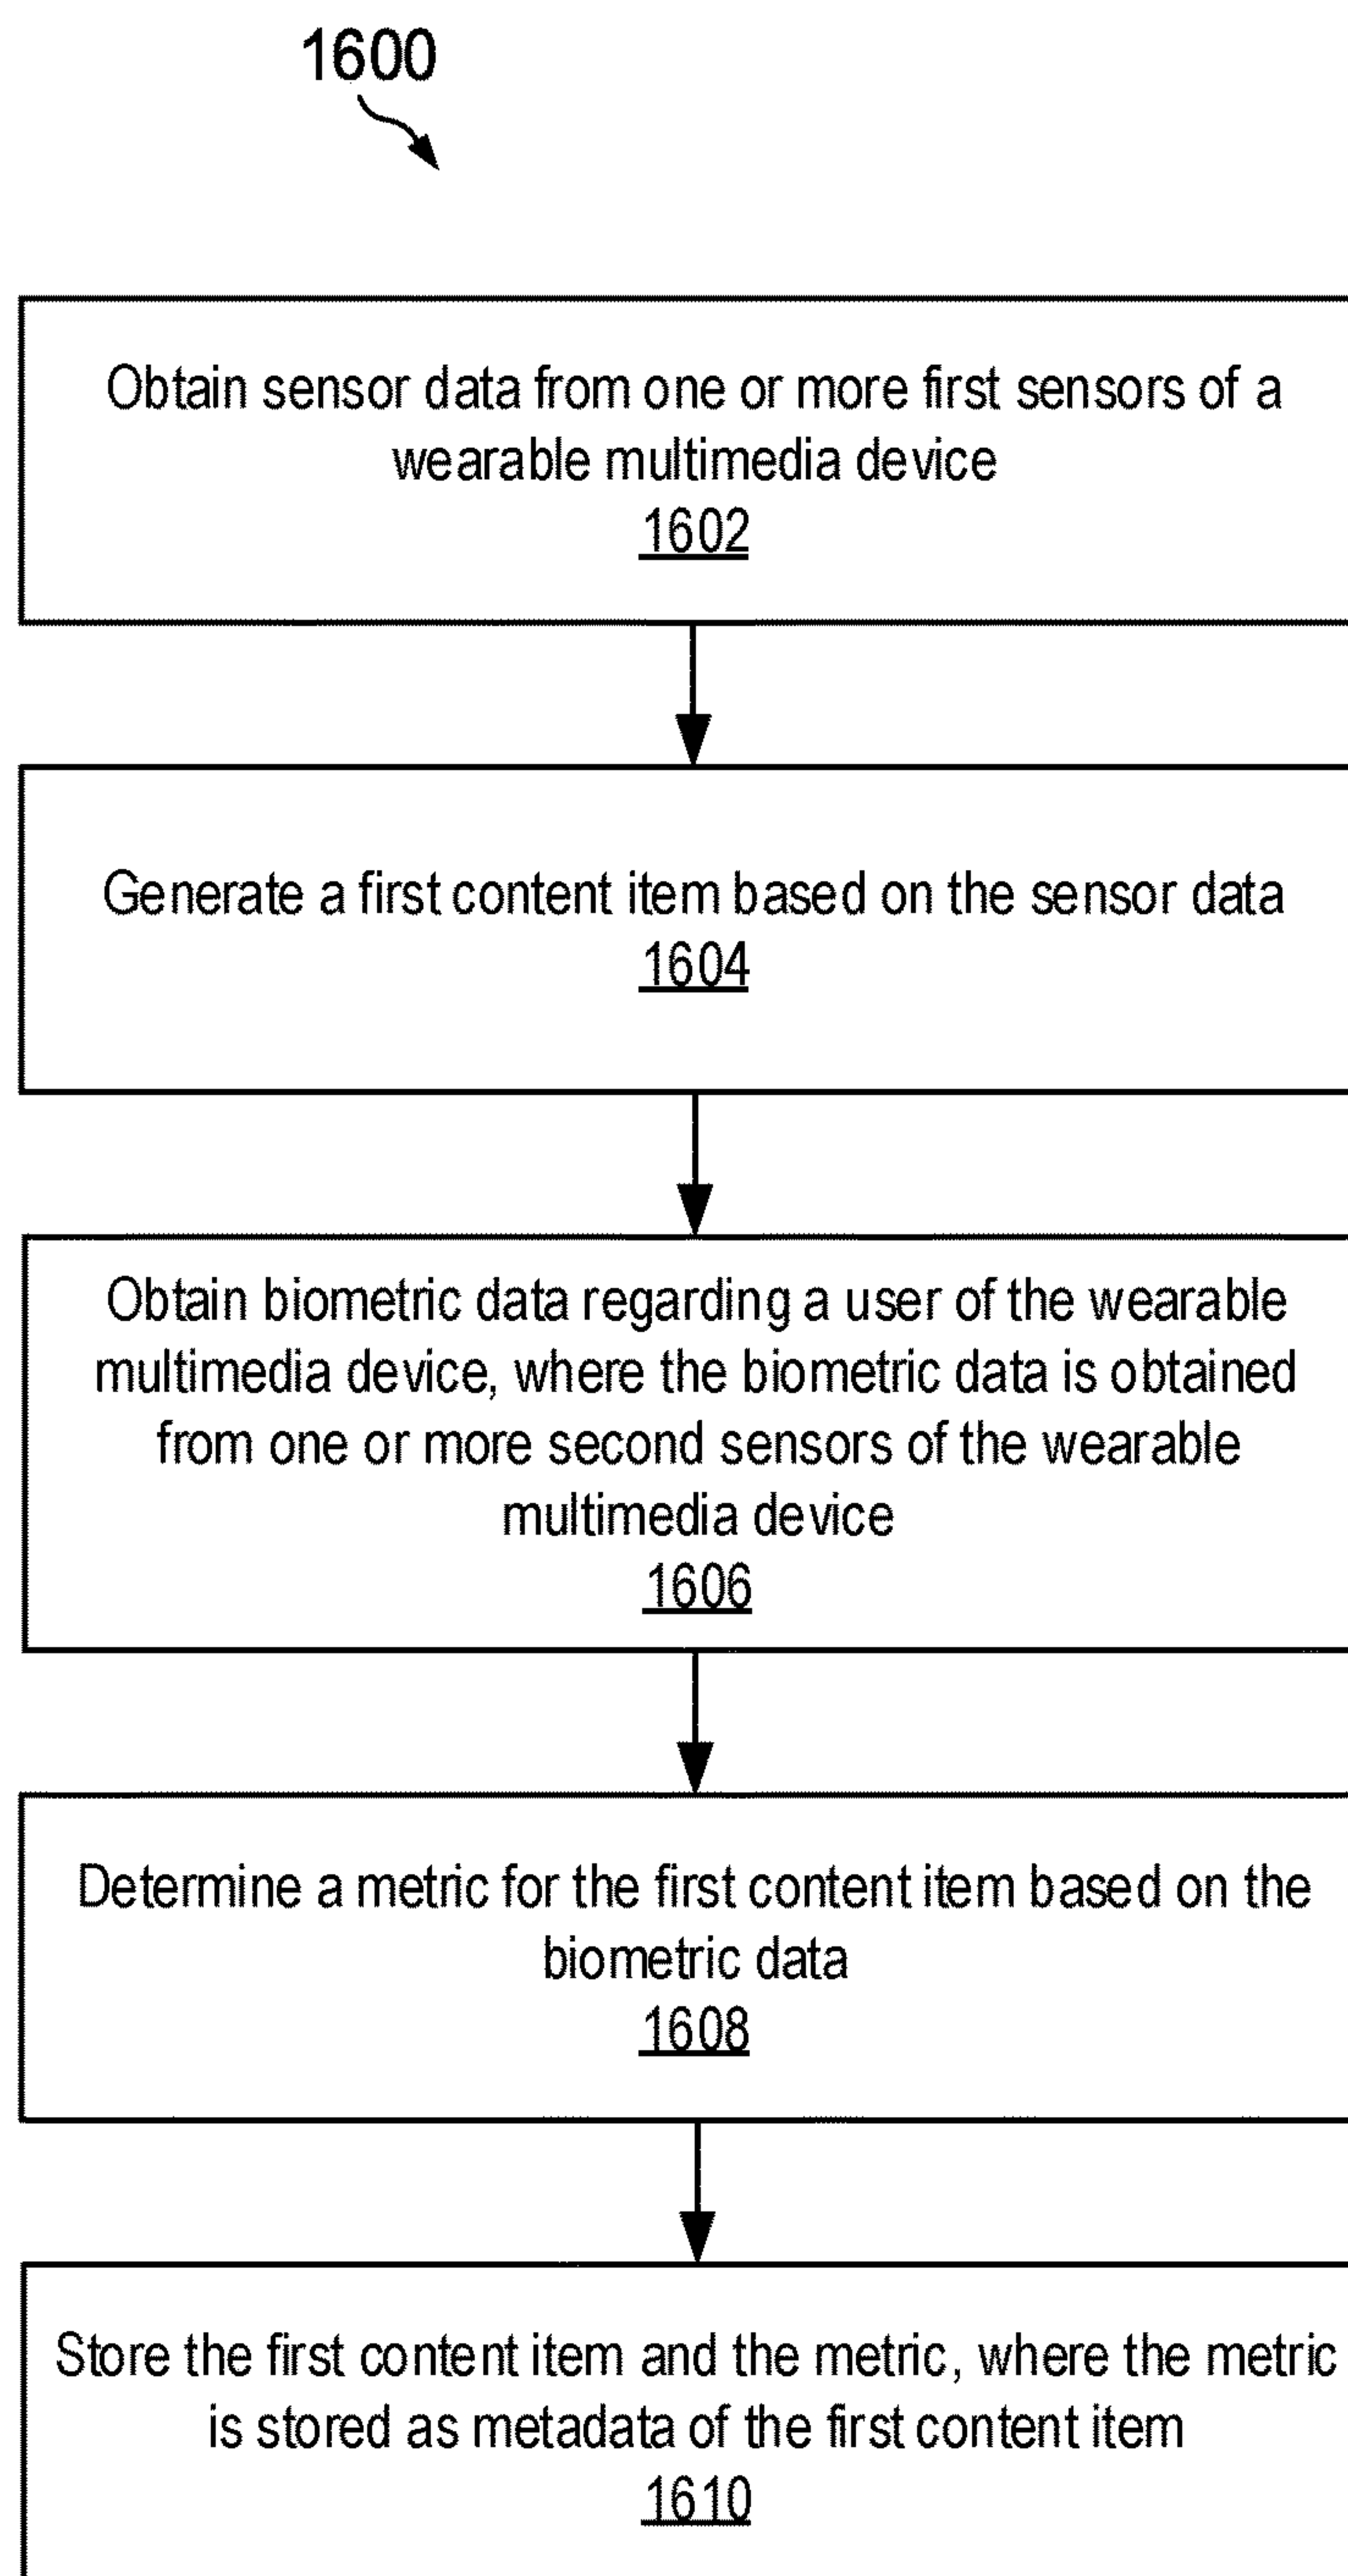 1600
Obtain sensor data from one or more first sensors of a
wearable multimedia device
1602
Generate a first content item based on the sensor data
1604
Obtain biometric data regarding a user of the wearable
multimedia device, where the biometric data is obtained
from one or more second sensors of the wearable
multimedia device
1606
Determine a metric for the first content item based on the
biometric data
1608
Store the first content item and the metric, where the metric
is stored as metadata of the first content item
1610